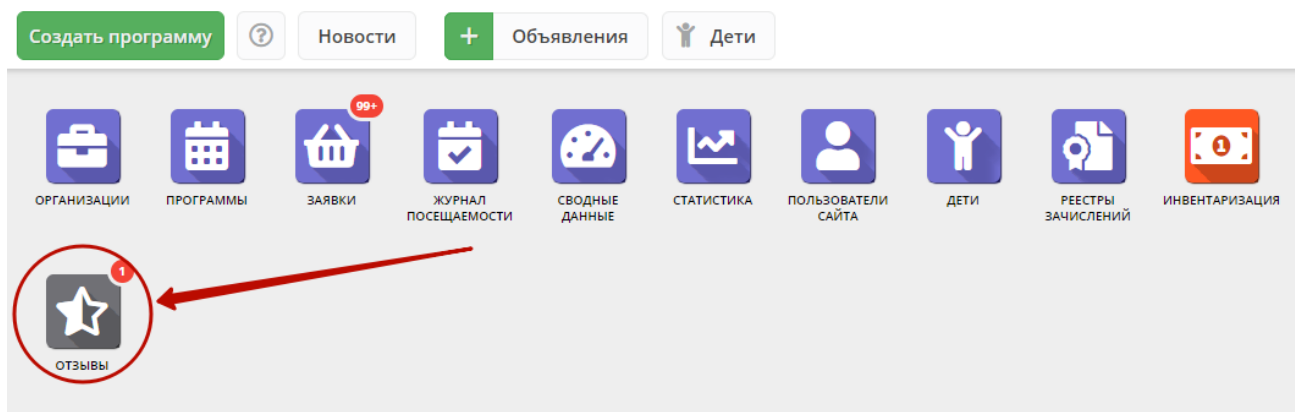 Создать программу
?
Новости
+ Объявления
Дети
99+
ОРГАНИЗАЦИИ
ПРОГРАММЫ
ЗАЯВКИ
ЖУРНАЛ
ПОСЕЩАЕМОСТИ
СВОДНЫЕ
ДАННЫЕ
СТАТИСТИКА
ПОЛЬЗОВАТЕЛИ
САЙТА
ДЕТИ
РЕЕСТРЫ
ЗАЧИСЛЕНИЙ
1
ИНВЕНТАРИЗАЦИЯ
1
ОТЗЫВЫ